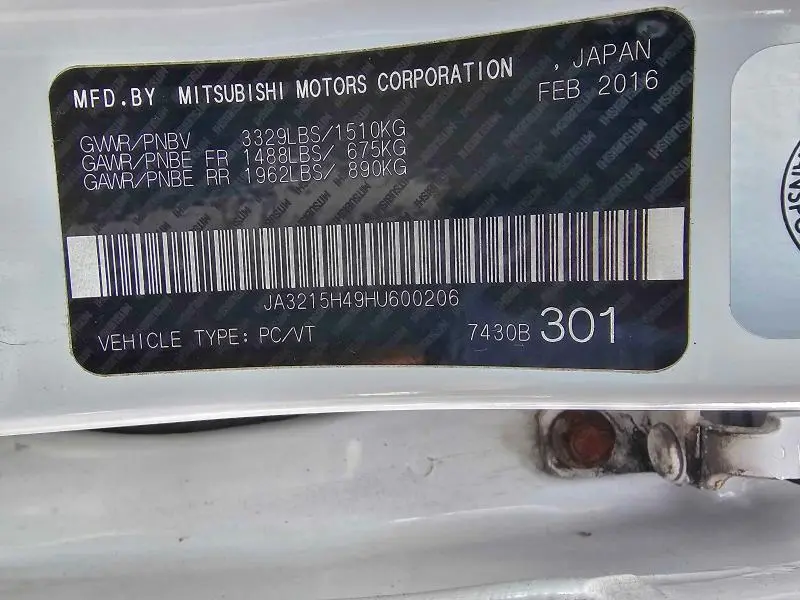 MFD.BY MITSUBISHI MOTORS CORPORATION , JAPAN
FEB 2016
GWWR/PNBV 3329LBS/1510KG
GAWR/PNBE FR 1488LBS/ 675KG
GAWR/PNBE RR 1962LBS/ 890KG
JA3215H49HU600206
VEHICLE TYPE: PC/VT 7430B 301